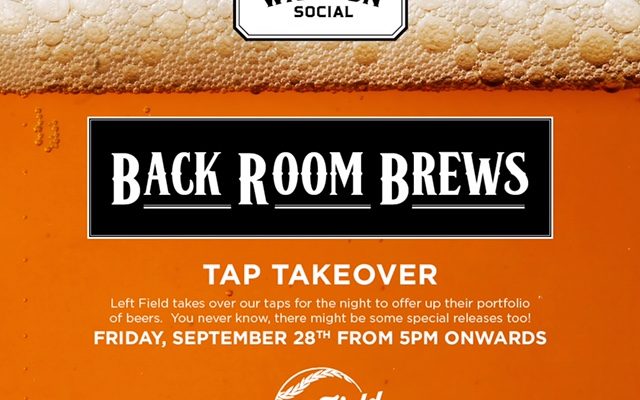 SOCIAL
BACK ROOM BREWS
TAP TAKEOVER
Left Field takes over our taps for the night to offer up their portfolio
of beers. You never know, there might be some special releases too!
FRIDAY, SEPTEMBER 28TH FROM 5PM ONWARDS
Field